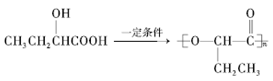 OH
CH₃CH₂CHCOOH 一定条件 ⁅O—CH—C⁆ₙ
O
CH₂CH₃